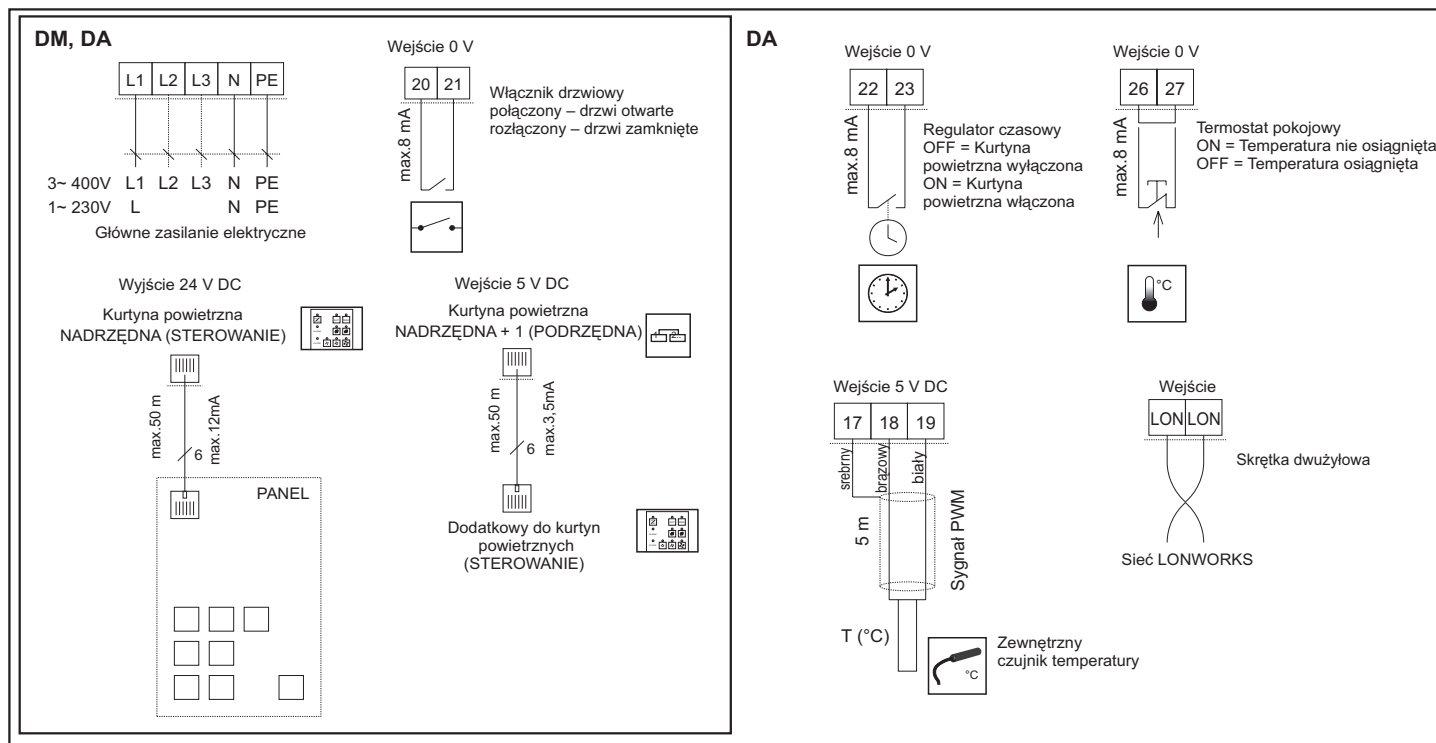 DM, DA
L1 L2 L3 N PE
3~ 400V L1 L2 L3 N PE
1~ 230V L N PE
Główne zasilanie elektryczne
Wejście 0 V
20 21
max.8 mA
Włącznik drzwiowy
połączony – drzwi otwarte
rozłączony – drzwi zamknięte
Wyjście 24 V DC
Kurtyna powietrzna
NADRZĘDNA (STEROWANIE)
max.50 m
max.12mA
6
PANEL
Wejście 5 V DC
Kurtyna powietrzna
NADRZĘDNA + 1 (PODRZĘDNA)
1 2
max.50 m
max.3,5mA
6
Dodatkowy do kurtyn
powietrznych
(STEROWANIE)
DA
Wejście 0 V
22 23
max.8 mA
Regulator czasowy
OFF = Kurtyna
powietrzna wyłączona
ON = Kurtyna
powietrzna włączona
Wejście 0 V
26 27
max.8 mA
Termostat pokojowy
ON = Temperatura nie osiągnięta
OFF = Temperatura osiągnięta
°C
Wejście 5 V DC
17 18 19
srebrny
brązowy
biały
5 m
Sygnał PWM
T (°C)
°C
Zewnętrzny
czujnik temperatury
Wejście
LON LON
Skrętka dwużyłowa
Sieć LONWORKS